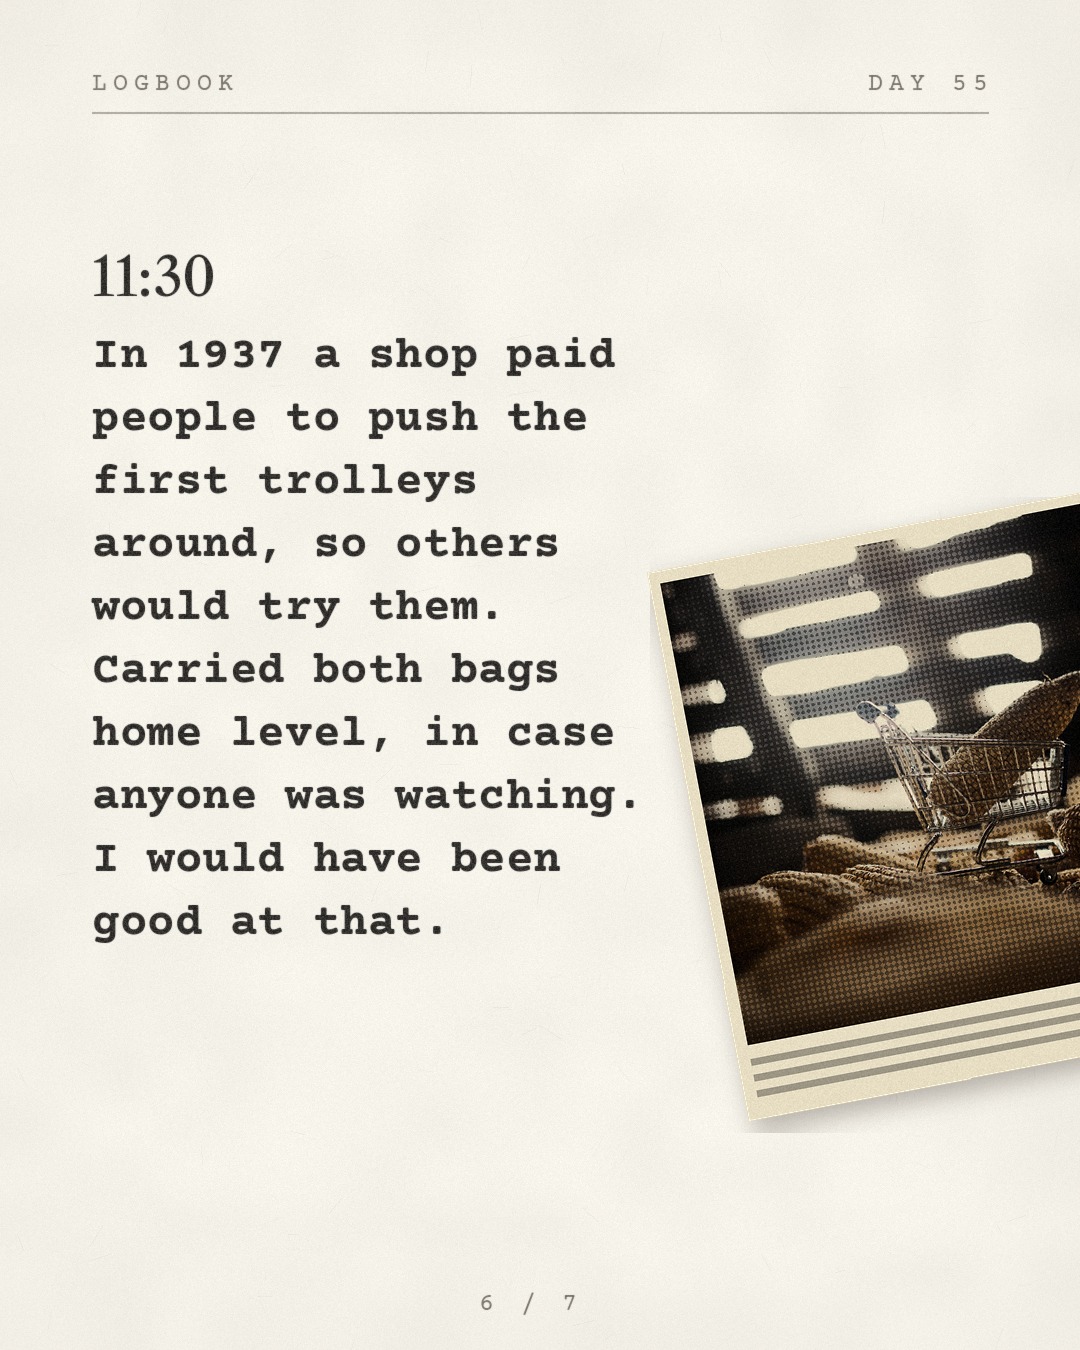 LOGBOOK DAY 55
11:30
In 1937 a shop paid
people to push the
first trolleys
around, so others
would try them.
Carried both bags
home level, in case
anyone was watching.
I would have been
good at that.
6 / 7